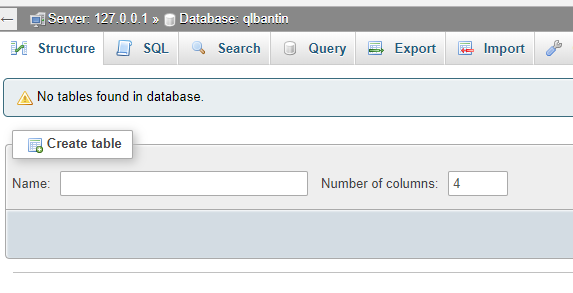 Server: 127.0.0.1 » Database: qlbantin
Structure SQL Search Query Export Import
No tables found in database.
Create table
Name: Number of columns: 4